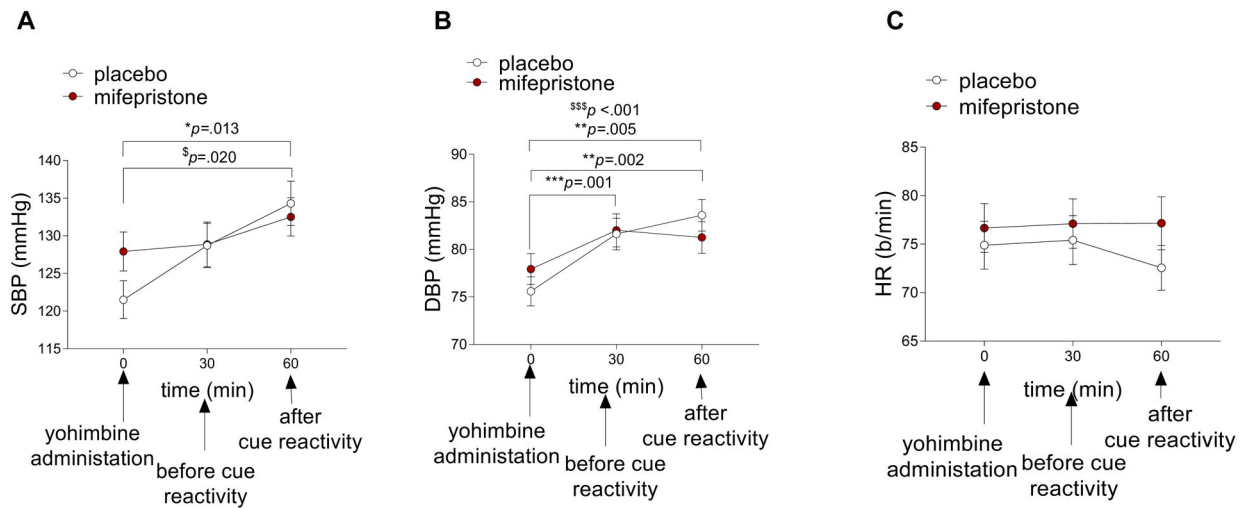 A
placebo
mifepristone
*p=.013
$p=.020
SBP (mmHg)
140
135
130
125
120
115
0
30
60
time (min)
yohimbine
administation
before cue
reactivity
after
cue reactivity
B
placebo
mifepristone
$$$p <.001
**p=.005
**p=.002
***p=.001
DBP (mmHg)
90
85
80
75
70
0
30
60
time (min)
yohimbine
administation
before cue
reactivity
after
cue reactivity
C
placebo
mifepristone
HR (b/min)
85
80
75
70
65
0
30
60
time (min)
yohimbine
administation
before cue
reactivity
after
cue reactivity